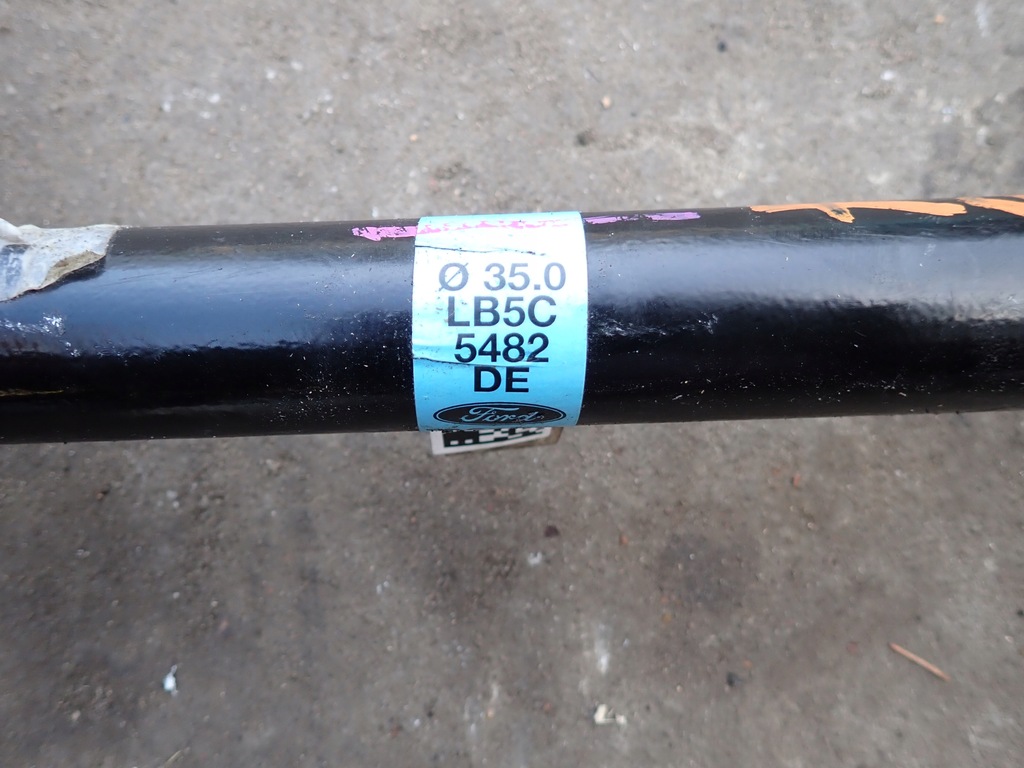 Ø 35.0
LB5C
5482
DE
Ford